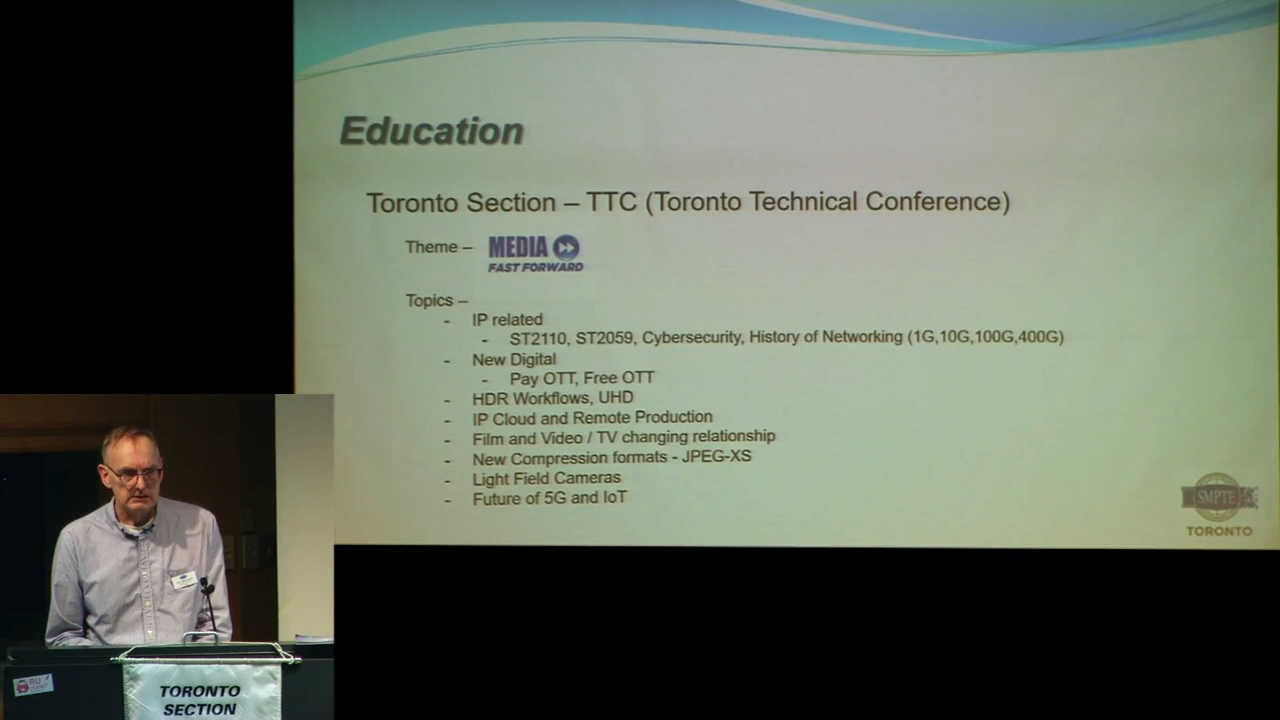 Education
Toronto Section – TTC (Toronto Technical Conference)
Theme – MEDIA
FAST FORWARD
Topics –
- IP related
- ST2110, ST2059, Cybersecurity, History of Networking (1G,10G,100G,400G)
- New Digital
- Pay OTT, Free OTT
- HDR Workflows, UHD
- IP Cloud and Remote Production
- Film and Video / TV changing relationship
- New Compression formats - JPEG-XS
- Light Field Cameras
- Future of 5G and IoT
SMPTE
TORONTO
RU
TORONTO
SECTION